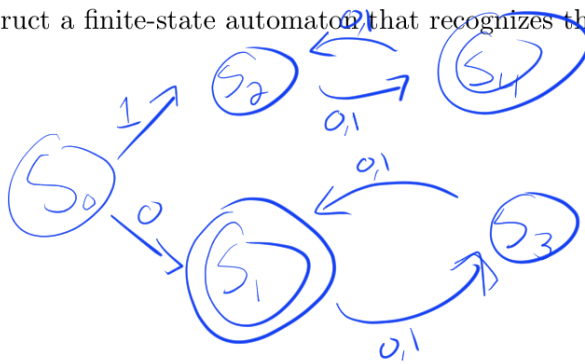 ruct a finite-state automaton that recognizes th
0,1
S2
S4
1
0,1
S0
0
0,1
S1
S3
0,1